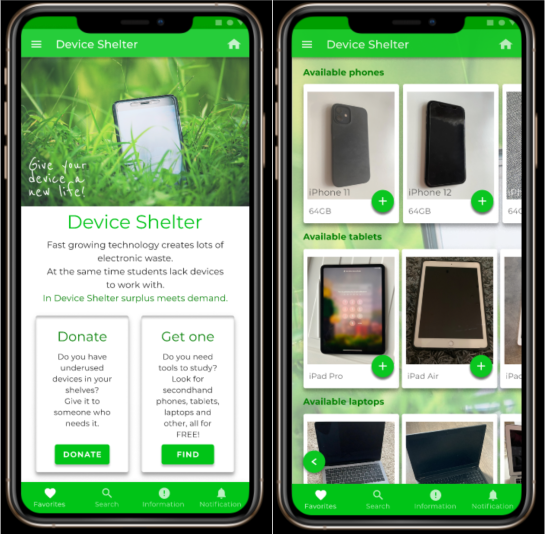 Device Shelter
Give your
device a
new life!
Device Shelter
Fast growing technology creates lots of
electronic waste.
At the same time students lack devices
to work with.
In Device Shelter surplus meets demand.
Donate
Do you have
underused
devices in your
shelves?
Give it to
someone who
needs it.
DONATE
Get one
Do you need
tools to study?
Look for
secondhand
phones, tablets,
laptops and
other, all for
FREE!
FIND
Favorites Search Information Notification
Device Shelter
Available phones
iPhone 11 iPhone 12 iPh
64GB 64GB 64G
Available tablets
iPad Pro iPad Air iPad
Available laptops
Favorites Search Information Notification